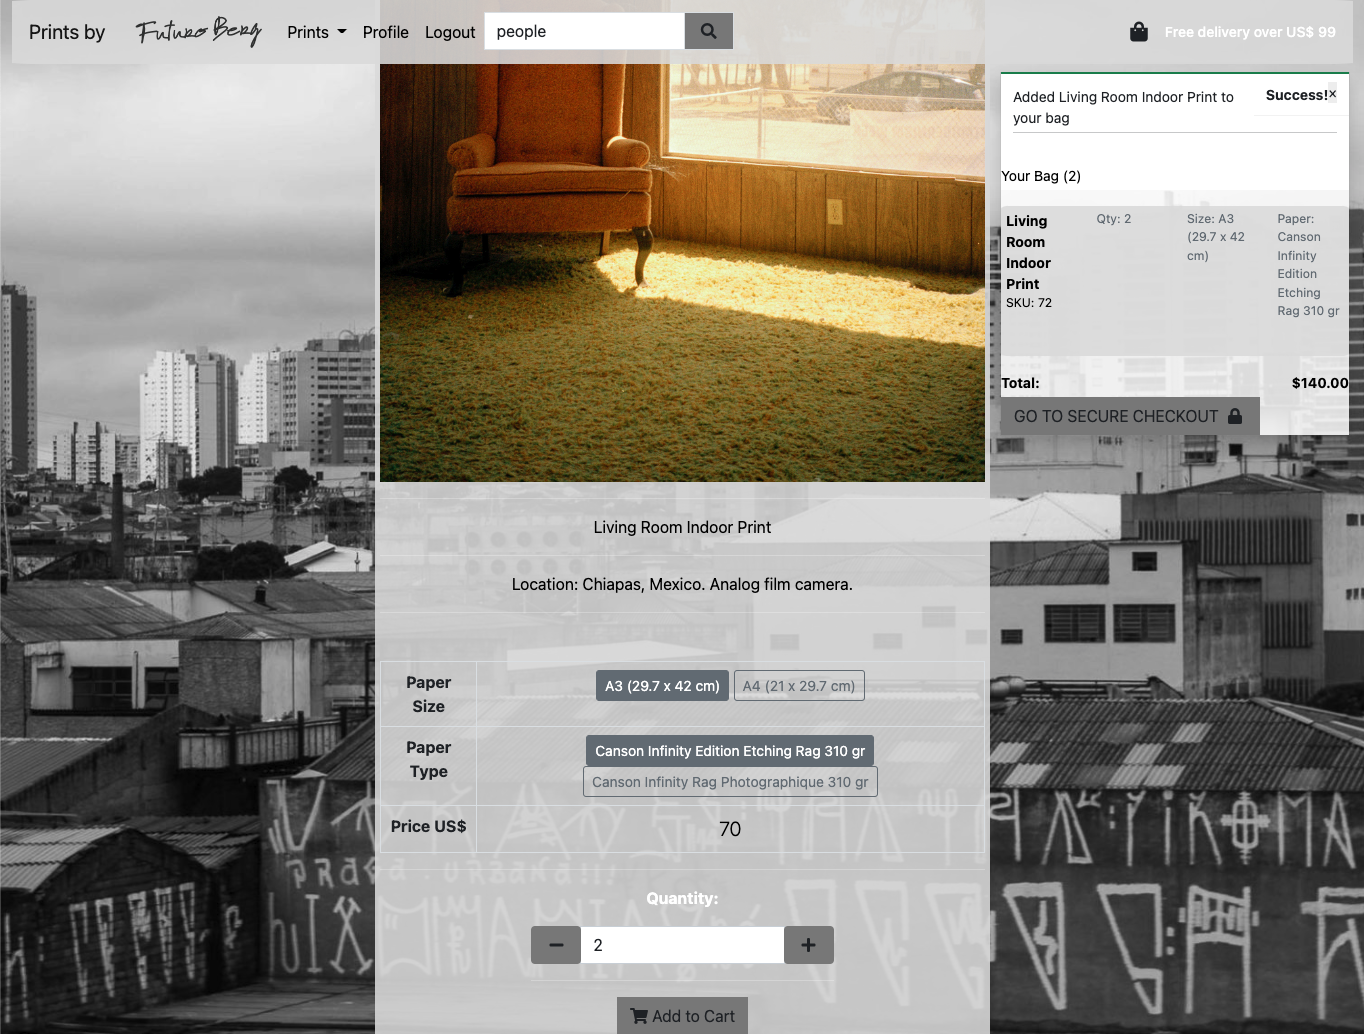 Prints by
Futuro Berg
Prints
Profile
Logout
people
Free delivery over US$ 99
Added Living Room Indoor Print to
your bag
Success!×
Your Bag (2)
Living
Room
Indoor
Print
SKU: 72
Qty: 2
Size: A3
(29.7 x 42
cm)
Paper:
Canson
Infinity
Edition
Etching
Rag 310 gr
Total:
$140.00
GO TO SECURE CHECKOUT
Living Room Indoor Print
Location: Chiapas, Mexico. Analog film camera.
Paper
Size
A3 (29.7 x 42 cm)
A4 (21 x 29.7 cm)
Paper
Type
Canson Infinity Edition Etching Rag 310 gr
Canson Infinity Rag Photographique 310 gr
Price US$
70
Quantity:
2
Add to Cart